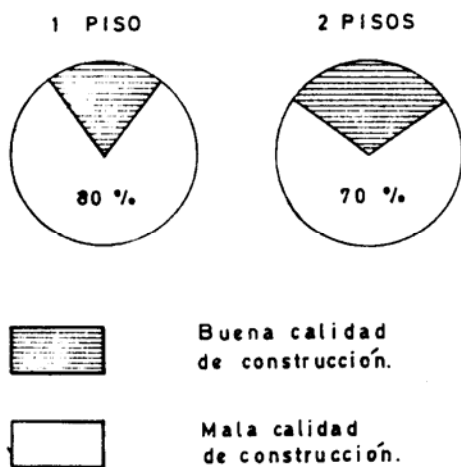 1 PISO
2 PISOS
80 %
70 %
Buena calidad
de construcción.
Mala calidad
de construcción.